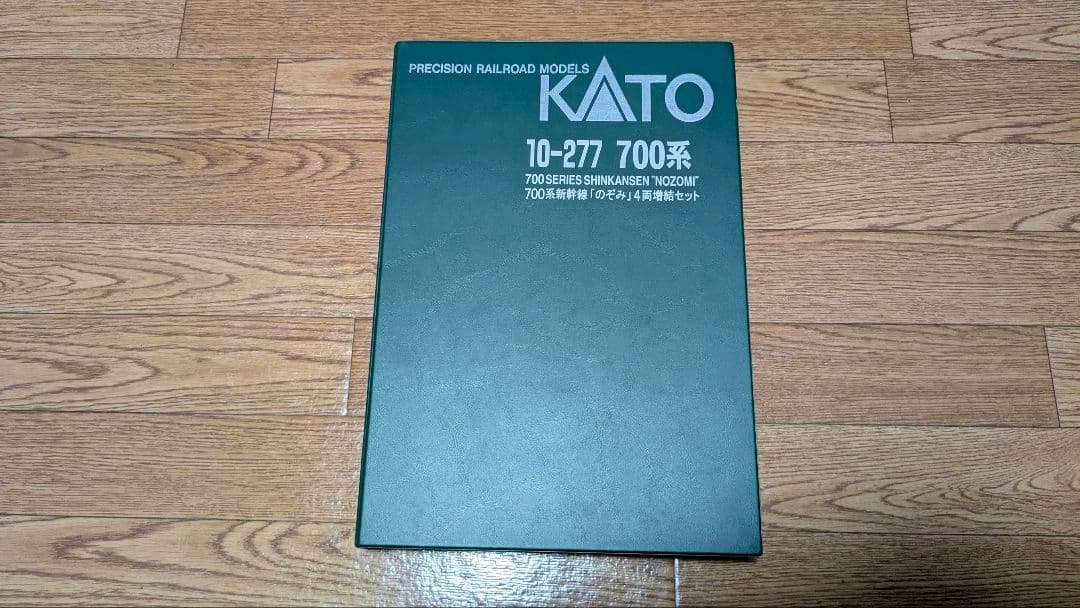 PRECISION RAILROAD MODELS
KATO
10-277 700系
700 SERIES SHINKANSEN "NOZOMI"
700系新幹線「のぞみ」4両増結セット